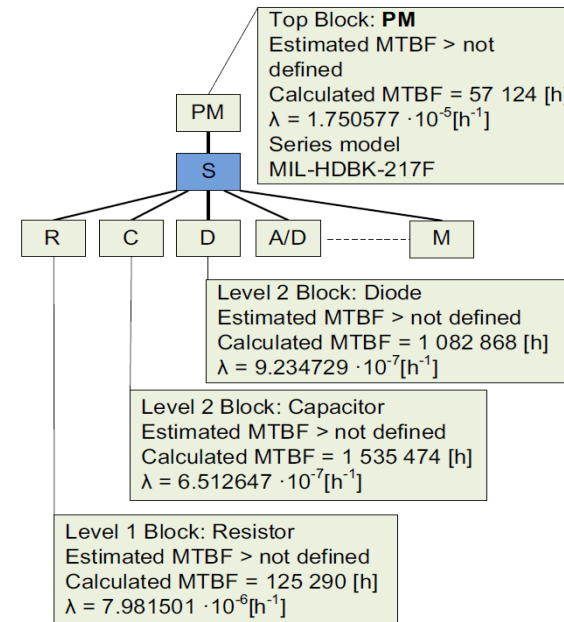 Top Block: PM
Estimated MTBF > not
defined
Calculated MTBF = 57 124 [h]
λ = 1.750577 ·10⁻⁵[h⁻¹]
Series model
MIL-HDBK-217F
PM
S
R
C
D
A/D
M
Level 2 Block: Diode
Estimated MTBF > not defined
Calculated MTBF = 1 082 868 [h]
λ = 9.234729 ·10⁻⁷[h⁻¹]
Level 2 Block: Capacitor
Estimated MTBF > not defined
Calculated MTBF = 1 535 474 [h]
λ = 6.512647 ·10⁻⁷[h⁻¹]
Level 1 Block: Resistor
Estimated MTBF > not defined
Calculated MTBF = 125 290 [h]
λ = 7.981501 ·10⁻⁶[h⁻¹]